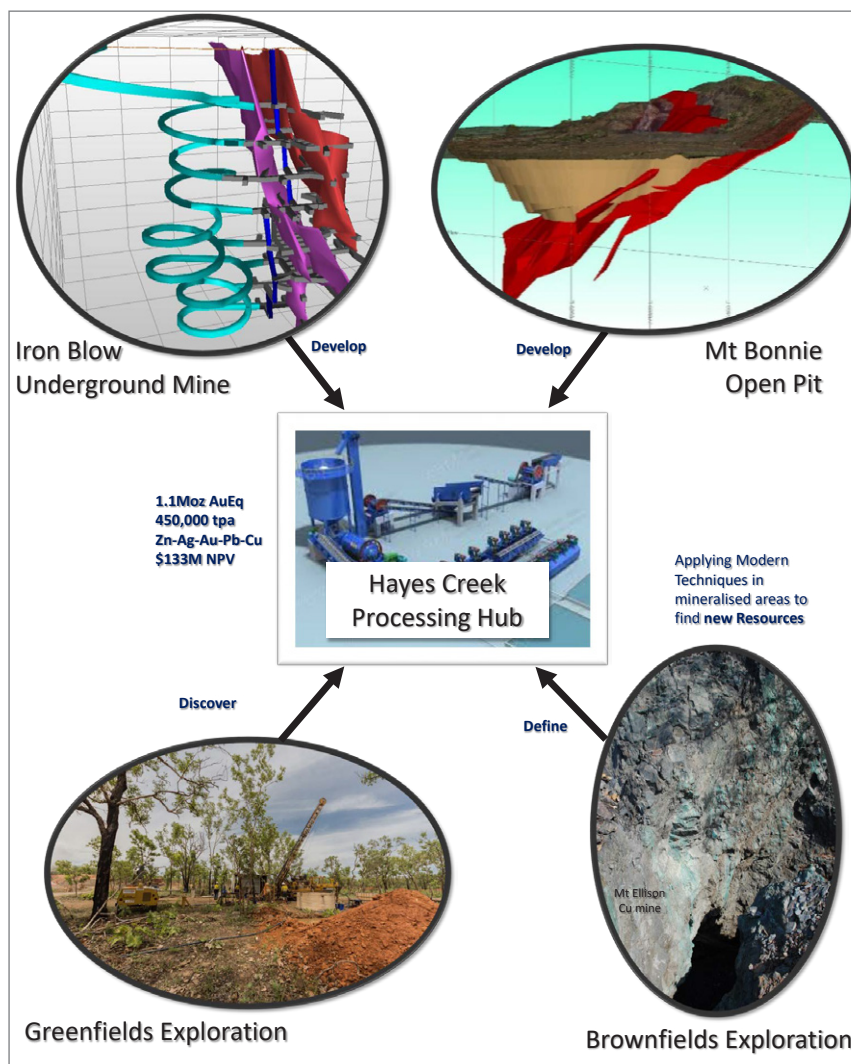 Iron Blow
Underground Mine
Develop
Develop
Mt Bonnie
Open Pit
1.1Moz AuEq
450,000 tpa
Zn-Ag-Au-Pb-Cu
$133M NPV
Hayes Creek
Processing Hub
Applying Modern
Techniques in
mineralised areas to
find new Resources
Discover
Define
Mt Ellison
Cu mine
Greenfields Exploration
Brownfields Exploration